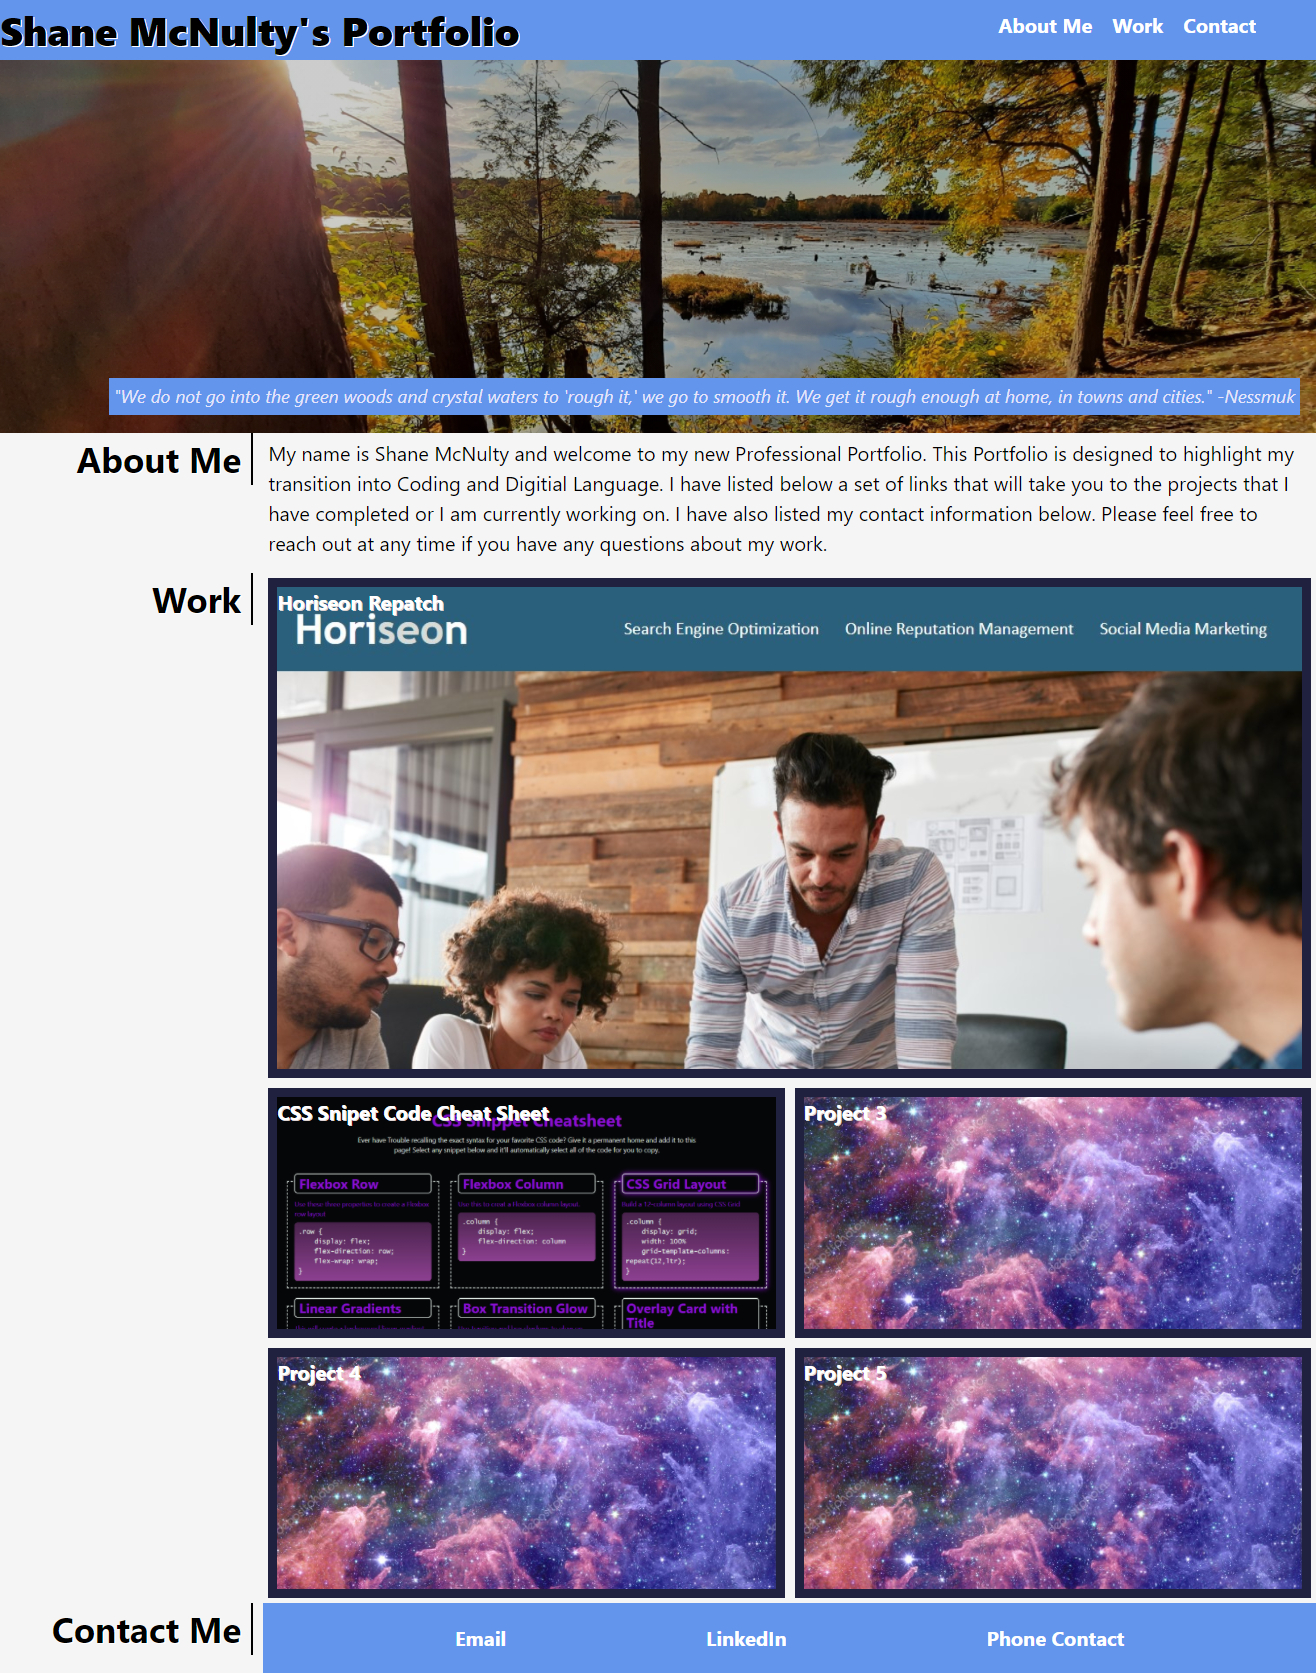 Shane McNulty's Portfolio
About Me Work Contact
"We do not go into the green woods and crystal waters to 'rough it,' we go to smooth it. We get it rough enough at home, in towns and cities." -Nessmuk
About Me
My name is Shane McNulty and welcome to my new Professional Portfolio. This Portfolio is designed to highlight my
transition into Coding and Digitial Language. I have listed below a set of links that will take you to the projects that I
have completed or I am currently working on. I have also listed my contact information below. Please feel free to
reach out at any time if you have any questions about my work.
Work
Horiseon Repatch
Horiseon
Search Engine Optimization Online Reputation Management Social Media Marketing
CSS Snipet Code Cheat Sheet
CSS Snippet Cheatsheet
Ever have Trouble recalling the exact syntax for your favorite CSS code? Give it a permanent home and add it to this
page! Select any snippet below and it'll automatically select all of the code for you to copy.
Flexbox Row
Use these three properties to create a Flexbox
row layout
.row {
display: flex;
flex-direction: row;
flex-wrap: wrap;
}
Flexbox Column
Use this to creat a Flexbox column layout
.column {
display: flex;
flex-direction: column
}
CSS Grid Layout
Build a 12-column layout using CSS Grid
.column {
display: grid;
width: 100%
grid-template-columns:
repeat(12,1fr);
}
Linear Gradients
Box Transition Glow
Overlay Card with
Title
Project 3
Project 4
Project 5
Contact Me
Email LinkedIn Phone Contact